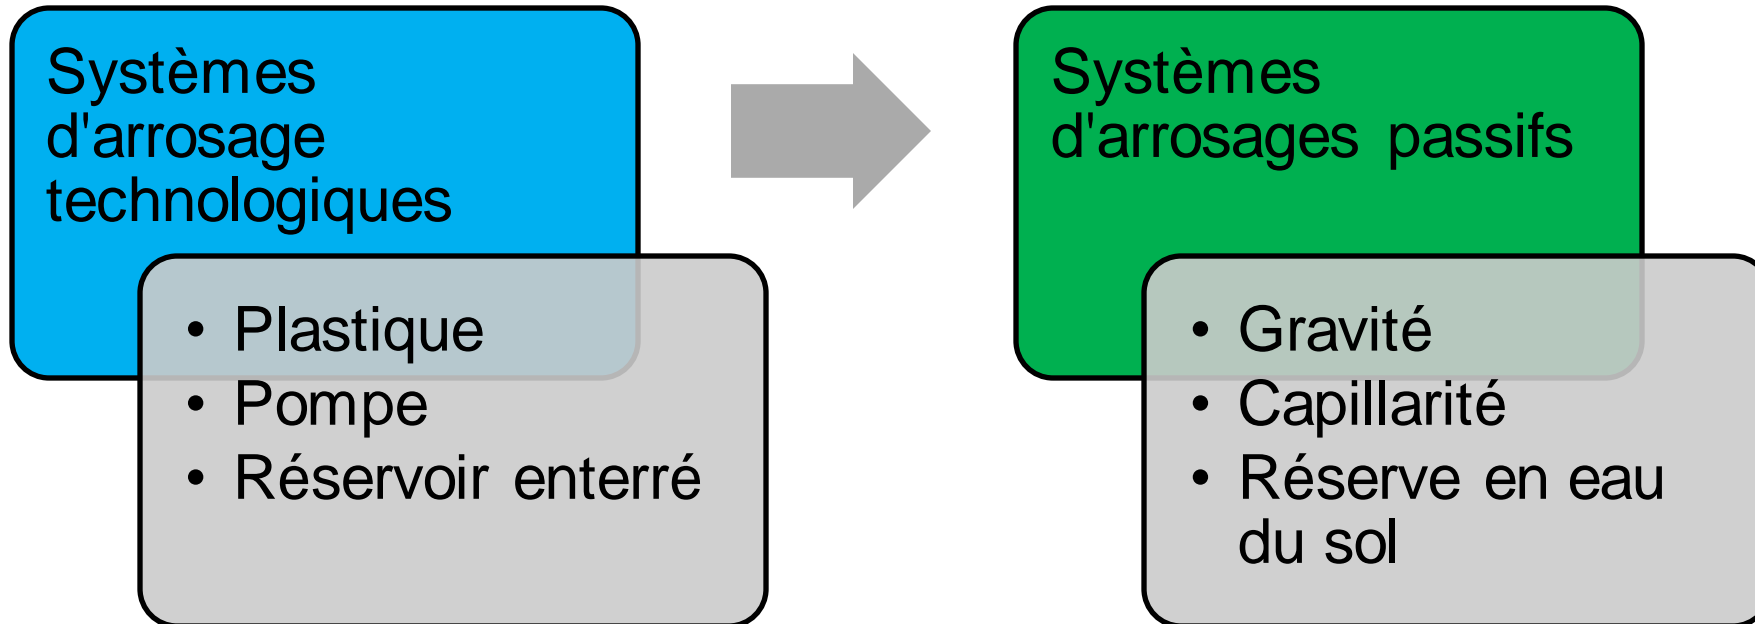 Systèmes
d'arrosage
technologiques
• Plastique
• Pompe
• Réservoir enterré
Systèmes
d'arrosages passifs
• Gravité
• Capillarité
• Réserve en eau
du sol